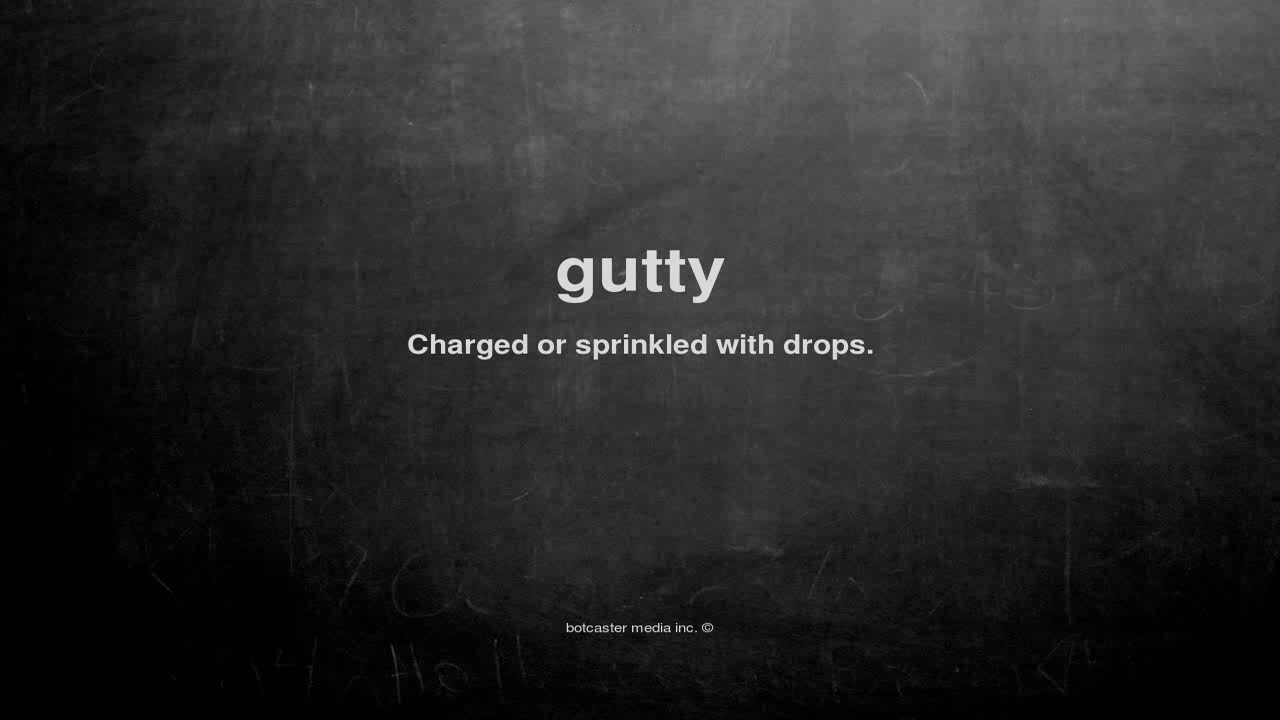 gutty
Charged or sprinkled with drops.
botcaster media inc. ©